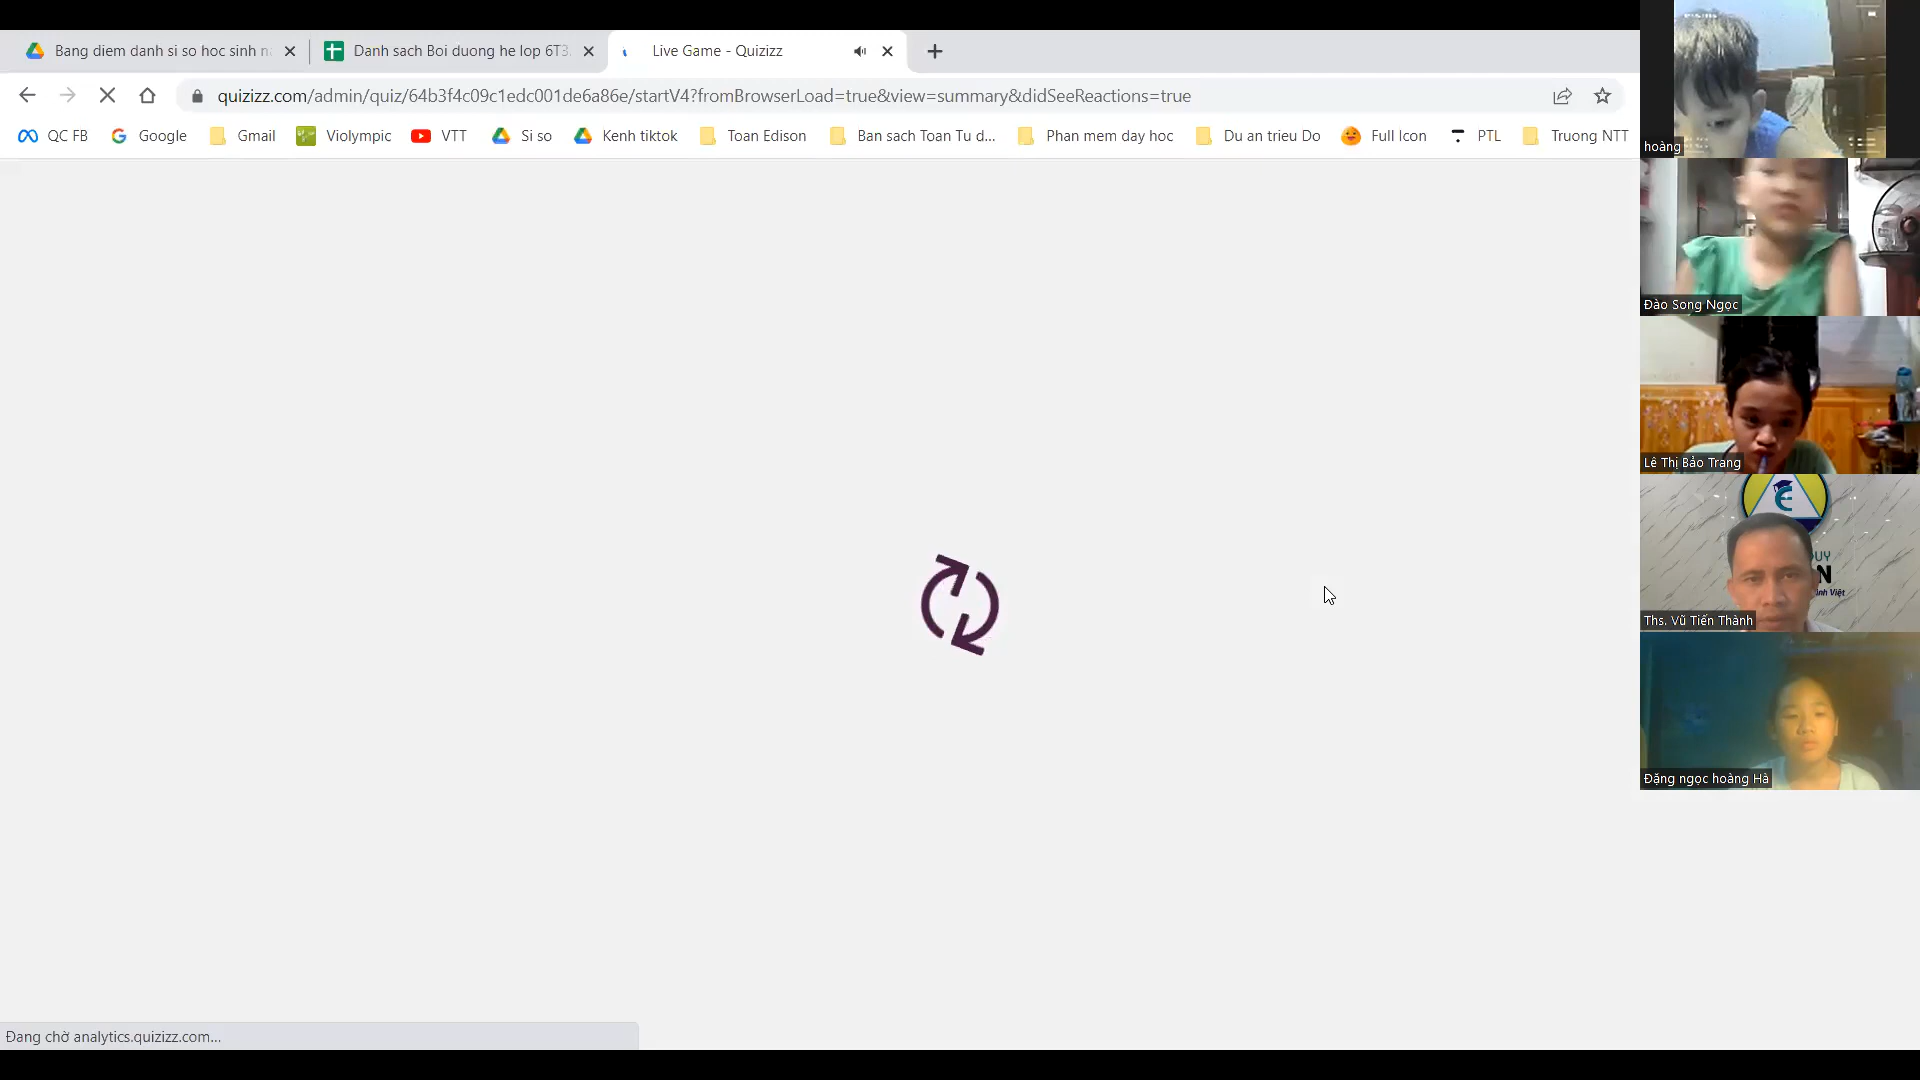 Bang diem danh si so hoc sinh n
Danh sach Boi duong he lop 6T3
Live Game - Quizizz
quizizz.com/admin/quiz/64b3f4c09c1edc001de6a86e/startV4?fromBrowserLoad=true&view=summary&didSeeReactions=true
QC FB
Google
Gmail
Violympic
VTT
Si so
Kenh tiktok
Toan Edison
Ban sach Toan Tu d...
Phan mem day hoc
Du an trieu Do
Full Icon
PTL
Truong NTT
hoàng
Đào Song Ngọc
Lê Thị Bảo Trang
UY
N
inh Việt
Ths. Vũ Tiến Thành
Đặng ngọc hoàng Hà
Đang chờ analytics.quizizz.com...